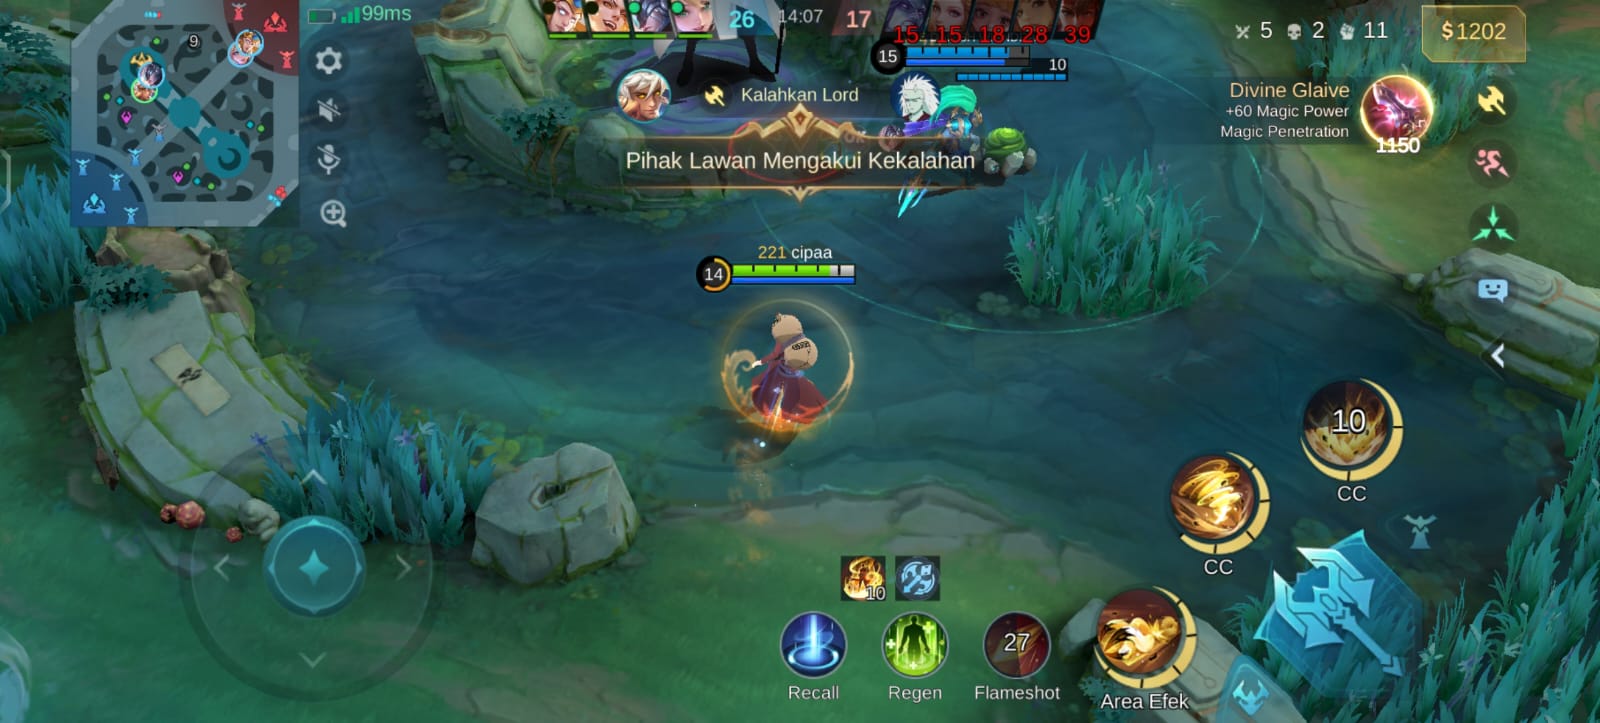 99ms
26
14:07
17
15 15 18 28 39
5
2
11
$1202
9
15
10
Kalahkan Lord
Pihak Lawan Mengakui Kekalahan
Divine Glaive
+60 Magic Power
Magic Penetration
1150
221 cipaa
14
10
CC
CC
10
27
Recall
Regen
Flameshot
Area Efek